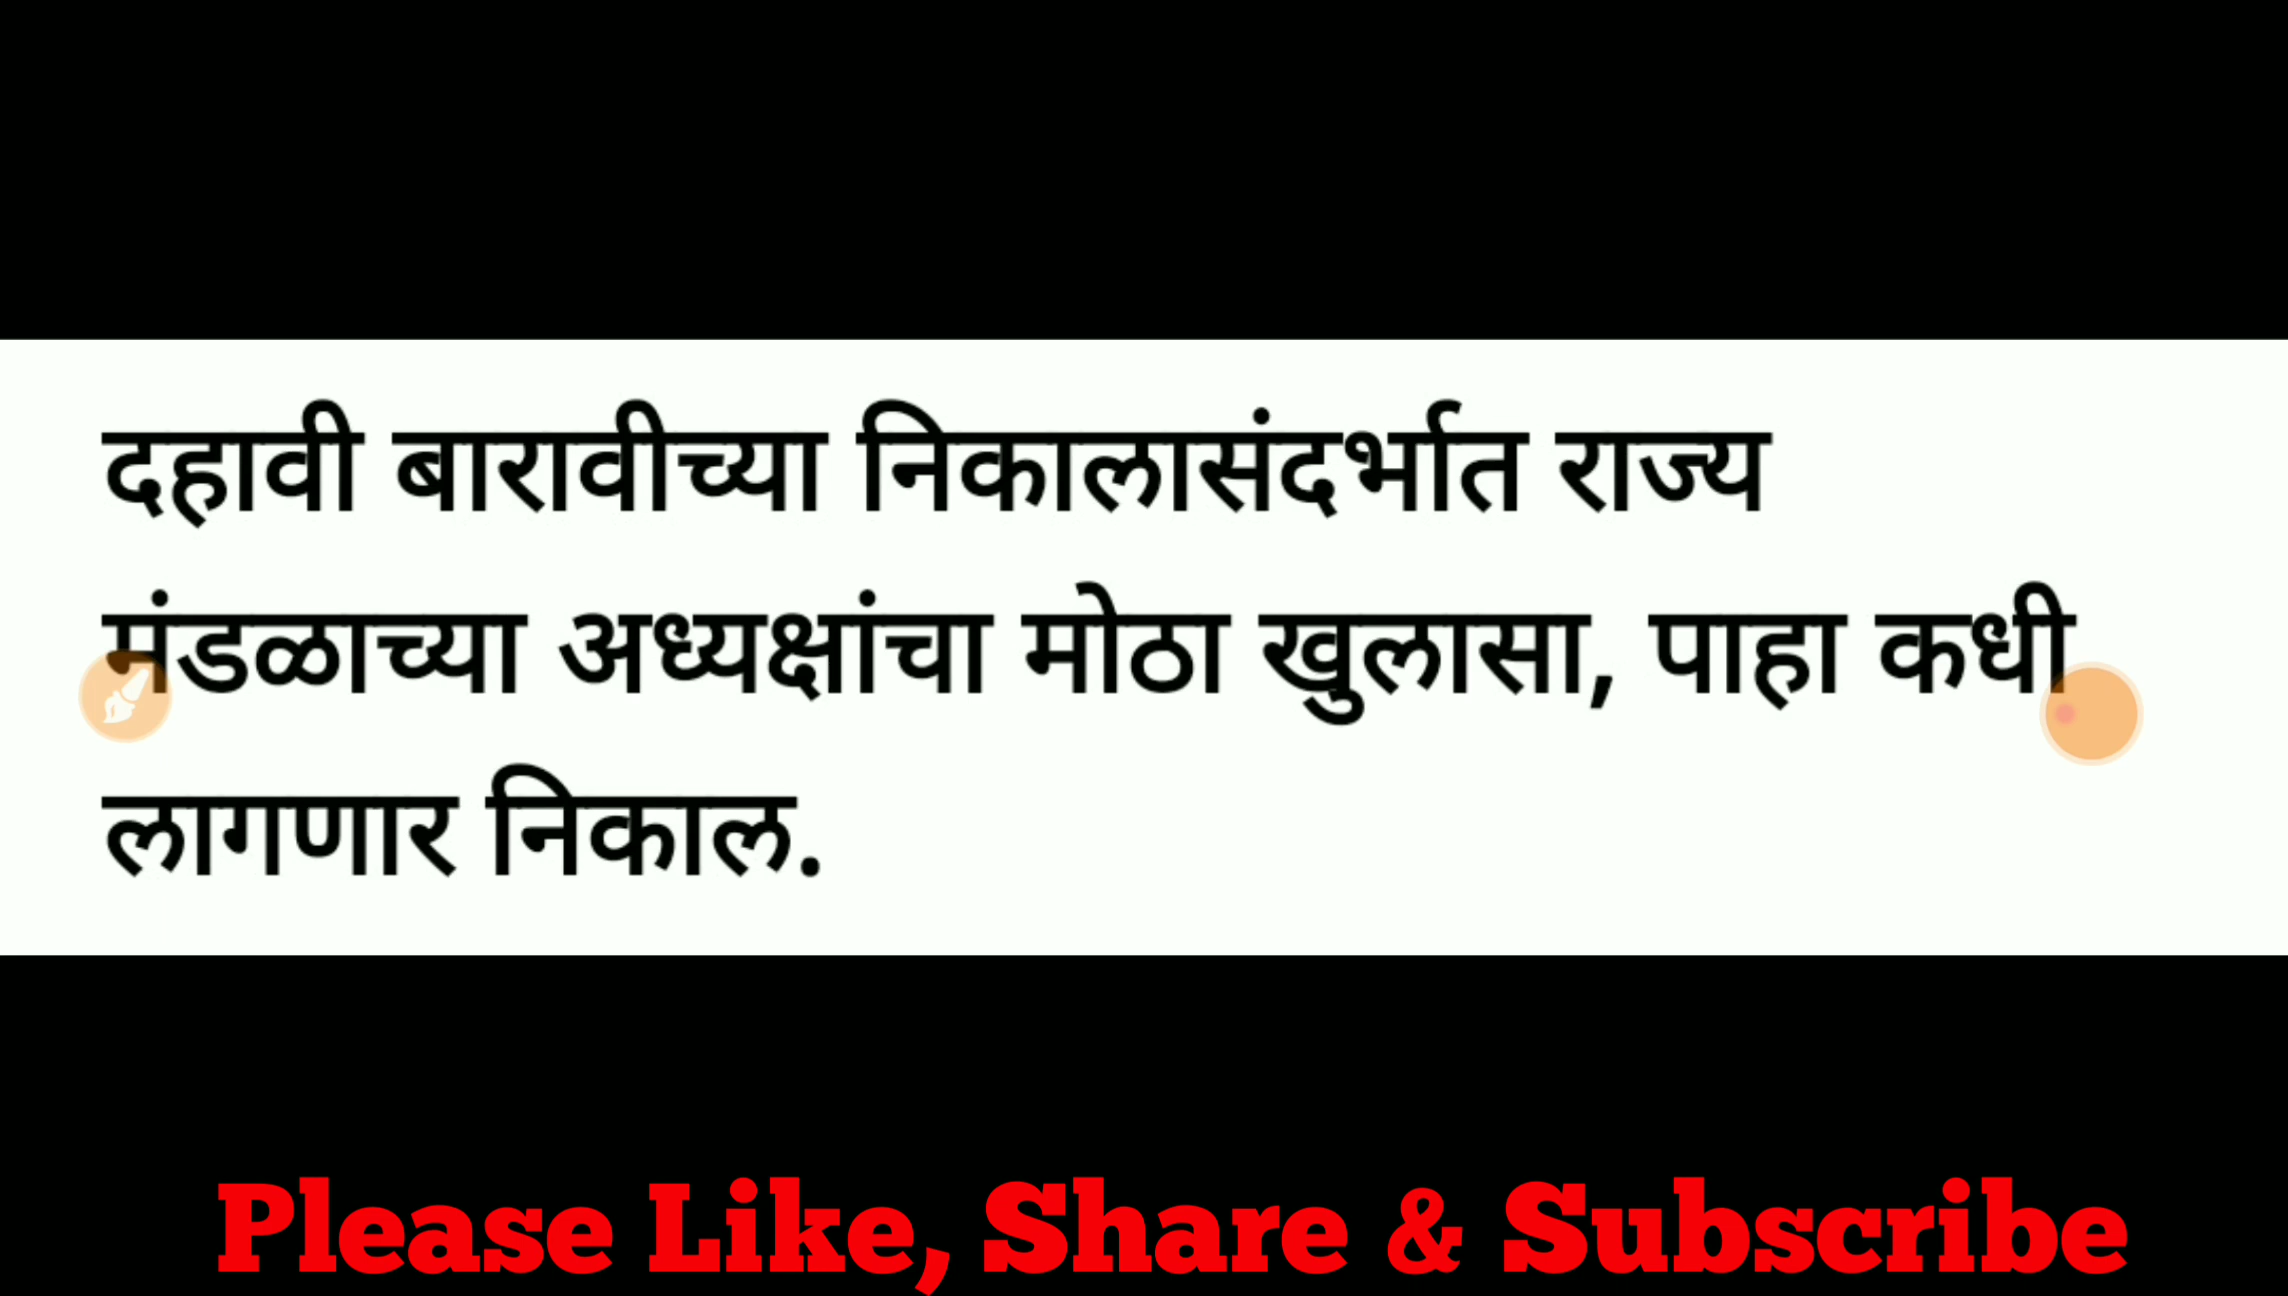 दहावी बारावीच्या निकालासंदर्भात राज्य
मंडळाच्या अध्यक्षांचा मोठा खुलासा, पाहा कधी
लागणार निकाल.
Please Like, Share & Subscribe